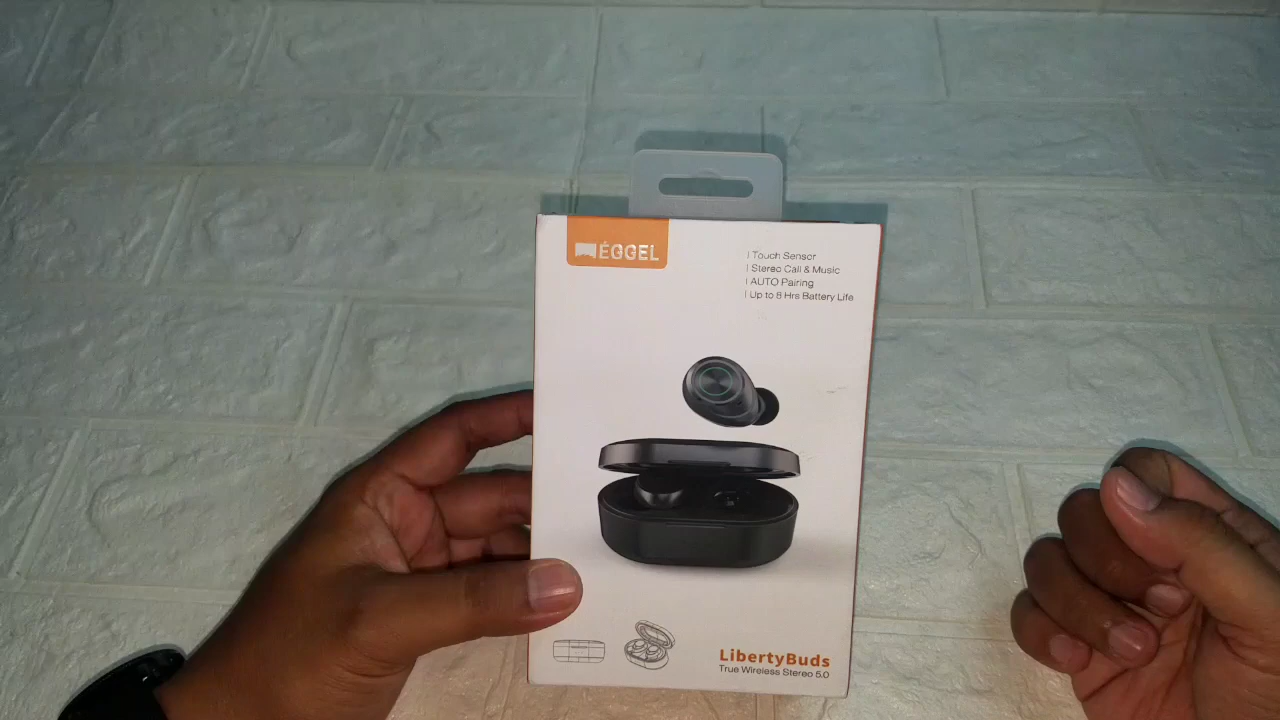 ÉGGEL
| Touch Sensor
| Stereo Call & Music
| AUTO Pairing
| Up to 8 Hrs Battery Life
LibertyBuds
True Wireless Stereo 5.0